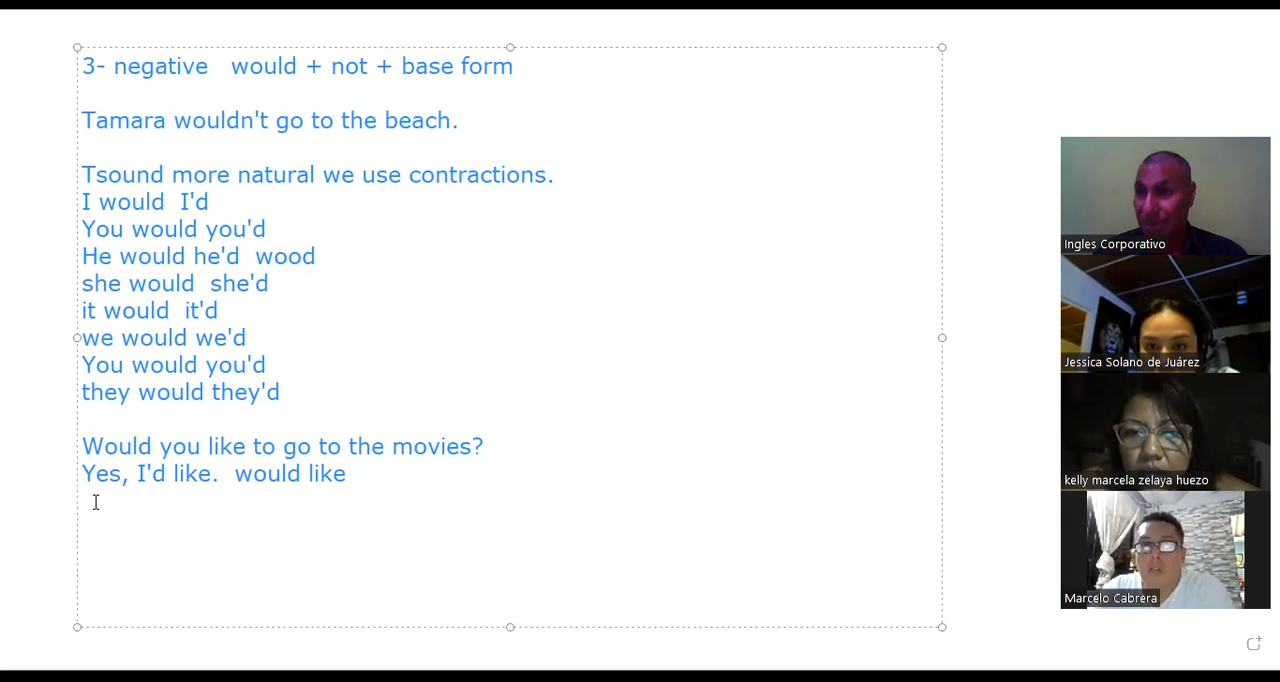 3- negative   would + not + base form
Tamara wouldn't go to the beach.
Tsound more natural we use contractions.
I would  I'd
You would you'd
He would he'd  wood
she would  she'd
it would  it'd
we would we'd
You would you'd
they would they'd
Would you like to go to the movies?
Yes, I'd like.  would like
Ingles Corporativo
Jessica Solano de Juárez
kelly marcela zelaya huezo
Marcelo Cabrera